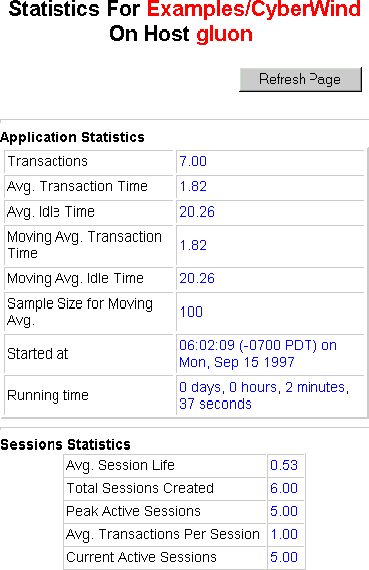 Statistics For Examples/CyberWind
On Host gluon
Refresh Page
Application Statistics
Transactions 7.00
Avg. Transaction Time 1.82
Avg. Idle Time 20.26
Moving Avg. Transaction
Time 1.82
Moving Avg. Idle Time 20.26
Sample Size for Moving
Avg. 100
Started at 06:02:09 (-0700 PDT) on
Mon, Sep 15 1997
Running time 0 days, 0 hours, 2 minutes,
37 seconds
Sessions Statistics
Avg. Session Life 0.53
Total Sessions Created 6.00
Peak Active Sessions 5.00
Avg. Transactions Per Session 1.00
Current Active Sessions 5.00